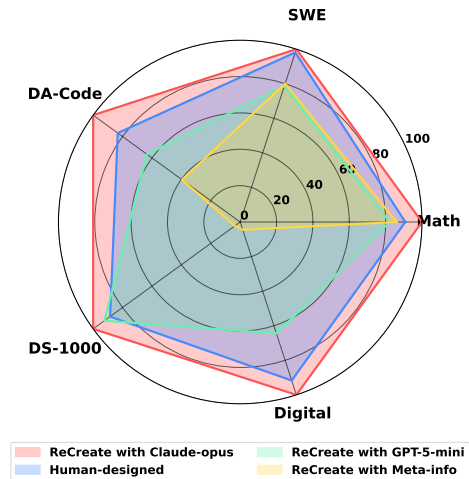 SWE
DA-Code
100
80
60
40
20
0
Math
DS-1000
Digital
ReCreate with Claude-opus
ReCreate with GPT-5-mini
Human-designed
ReCreate with Meta-info